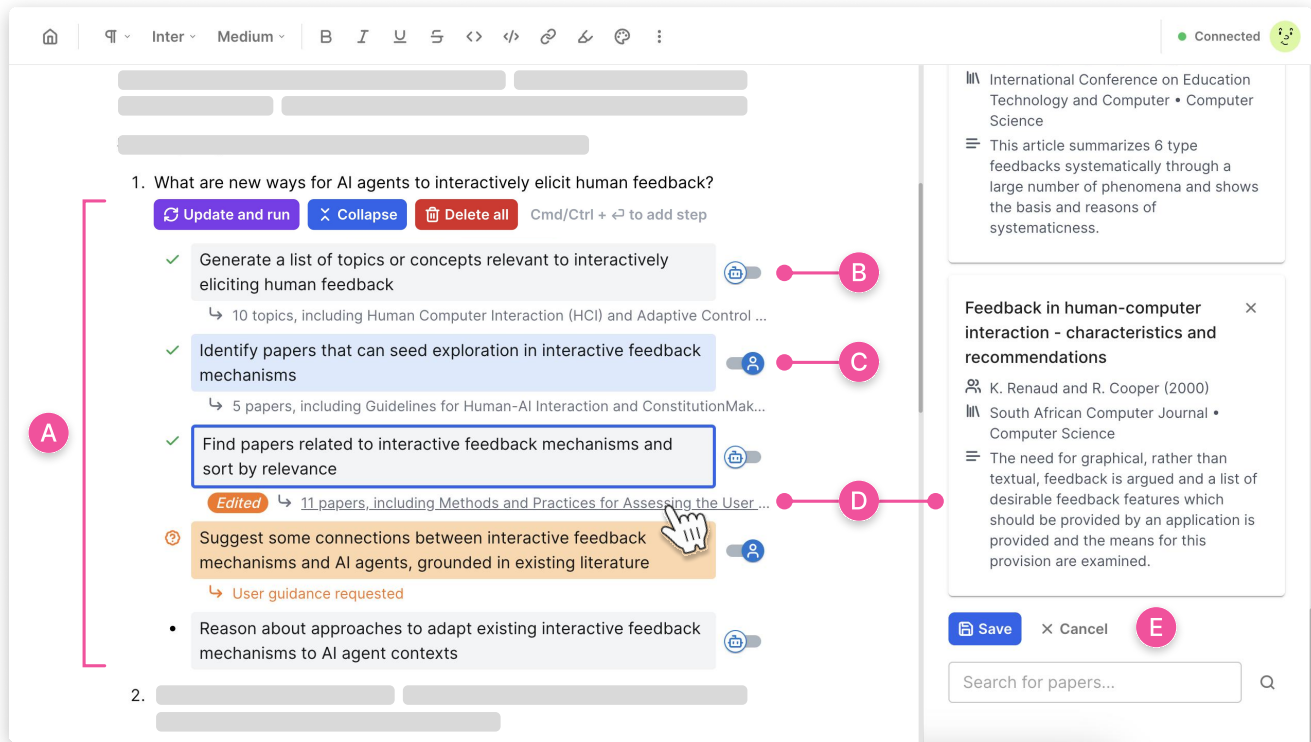 Inter
Medium
B I U S
Connected
International Conference on Education
Technology and Computer • Computer
Science
This article summarizes 6 type
feedbacks systematically through a
large number of phenomena and shows
the basis and reasons of
systematicness.
1. What are new ways for AI agents to interactively elicit human feedback?
Update and run
Collapse
Delete all
Cmd/Ctrl + ⏎ to add step
A
Generate a list of topics or concepts relevant to interactively
eliciting human feedback
B
10 topics, including Human Computer Interaction (HCI) and Adaptive Control ...
Identify papers that can seed exploration in interactive feedback
mechanisms
C
5 papers, including Guidelines for Human-AI Interaction and ConstitutionMak...
Find papers related to interactive feedback mechanisms and
sort by relevance
Edited
11 papers, including Methods and Practices for Assessing the User ...
D
Suggest some connections between interactive feedback
mechanisms and AI agents, grounded in existing literature
User guidance requested
Reason about approaches to adapt existing interactive feedback
mechanisms to AI agent contexts
2.
Feedback in human-computer
interaction - characteristics and
recommendations
K. Renaud and R. Cooper (2000)
South African Computer Journal •
Computer Science
The need for graphical, rather than
textual, feedback is argued and a list of
desirable feedback features which
should be provided by an application is
provided and the means for this
provision are examined.
Save
Cancel
E
Search for papers...